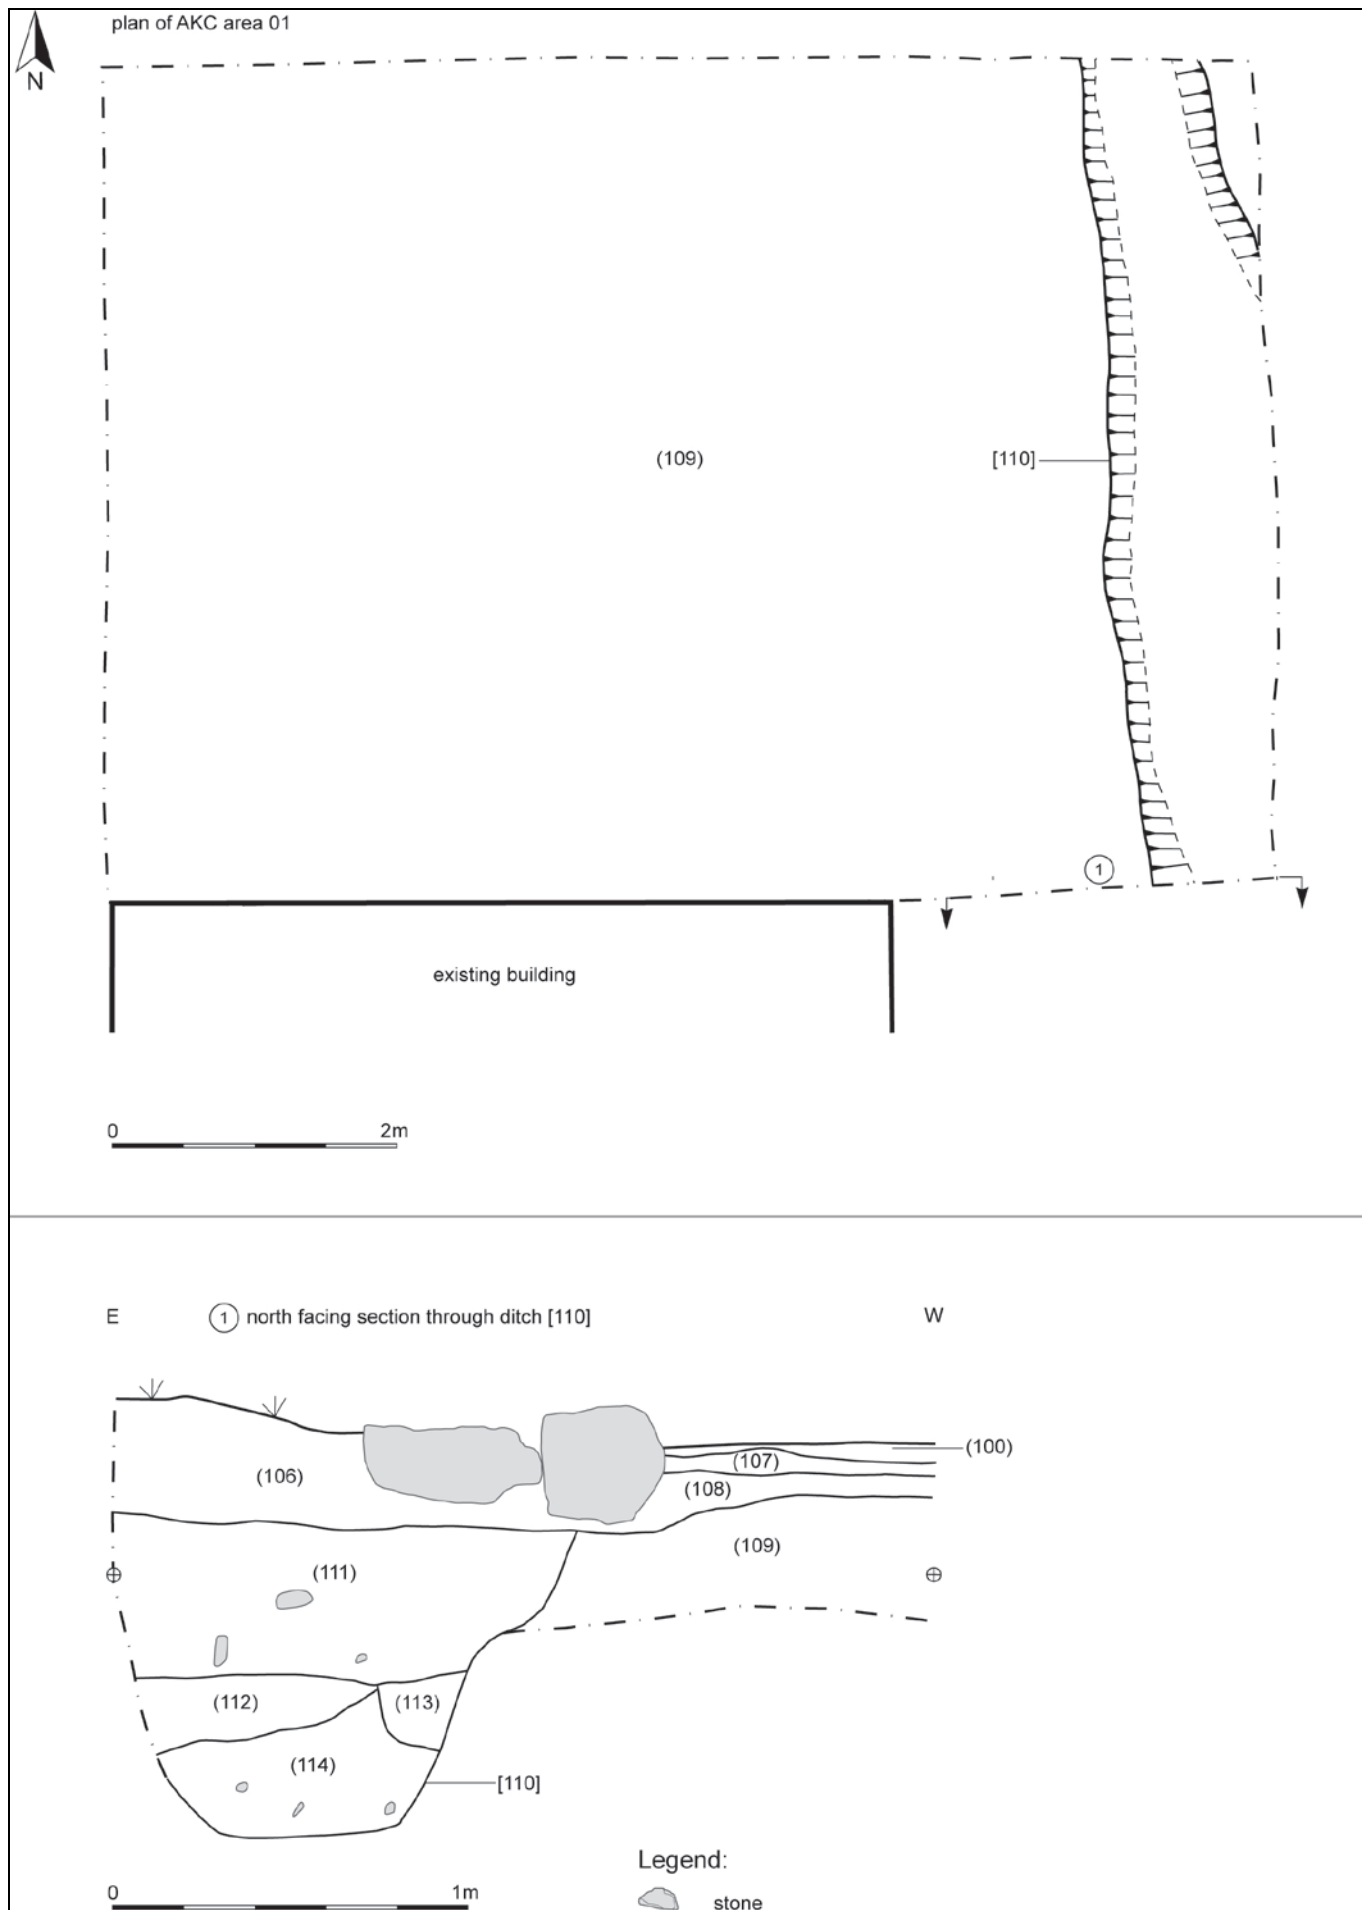 plan of AKC area 01
N
(109)
[110]
1
existing building
0 2m
E 1 north facing section through ditch [110] W
(100)
(107)
(106)
(108)
(109)
(111)
(112)
(113)
(114)
[110]
Legend:
0 1m
stone